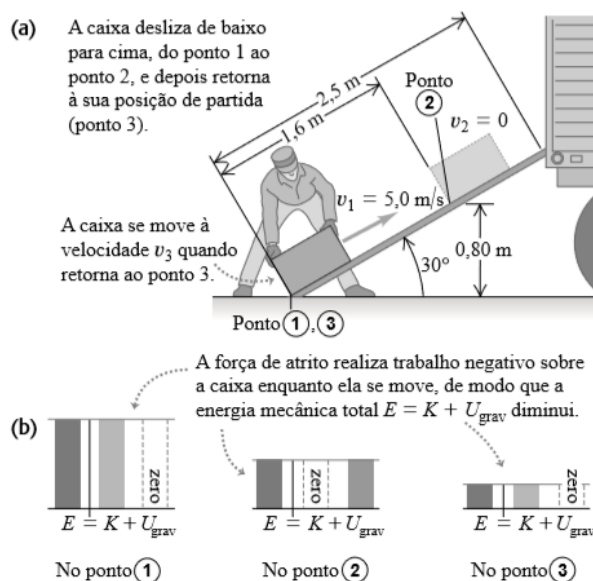 (a)
A caixa desliza de baixo
para cima, do ponto 1 ao
ponto 2, e depois retorna
à sua posição de partida
(ponto 3).
2,5 m
1,6 m
Ponto
2
v₂ = 0
v₁ = 5,0 m/s
A caixa se move à
velocidade v₃ quando
retorna ao ponto 3.
30°
0,80 m
Ponto 1, 3
A força de atrito realiza trabalho negativo sobre
a caixa enquanto ela se move, de modo que a
energia mecânica total E = K + U_grav diminui.
(b)
zero
zero
zero
E = K + U_grav
E = K + U_grav
E = K + U_grav
No ponto 1
No ponto 2
No ponto 3